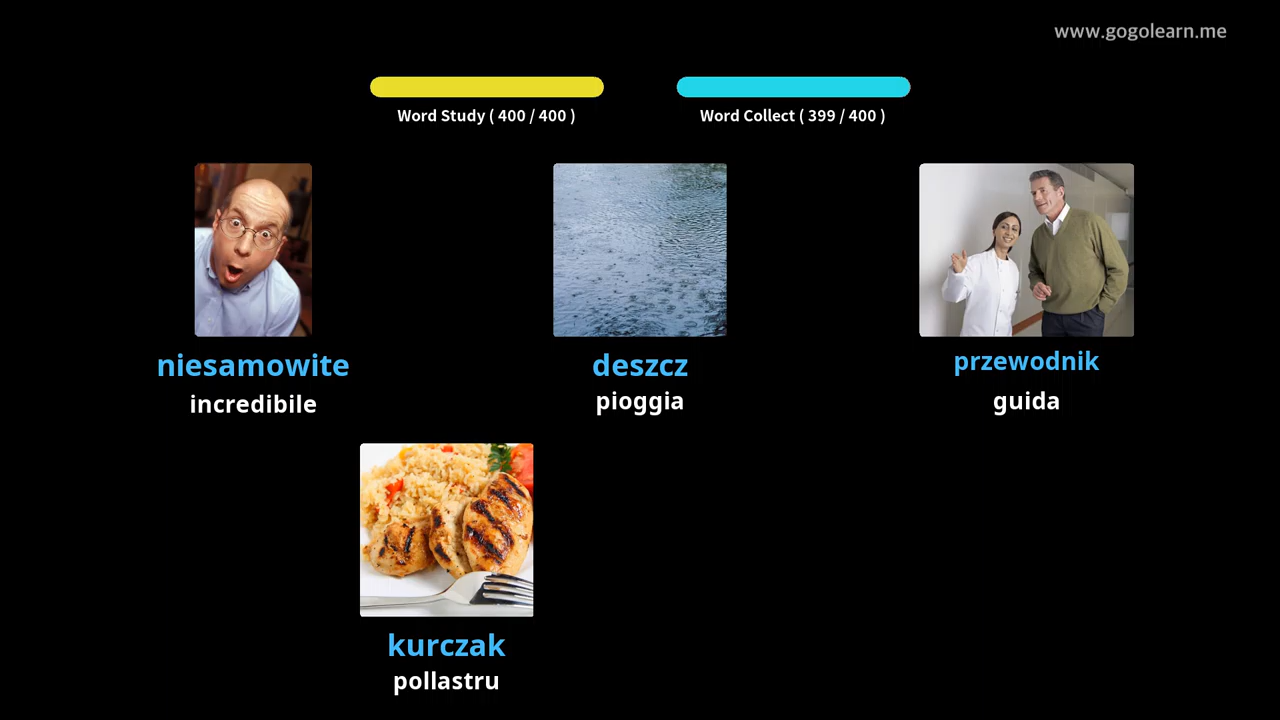 www.gogolearn.me
Word Study ( 400 / 400 )
Word Collect ( 399 / 400 )
niesamowite
incredibile
deszcz
pioggia
przewodnik
guida
kurczak
pollastru